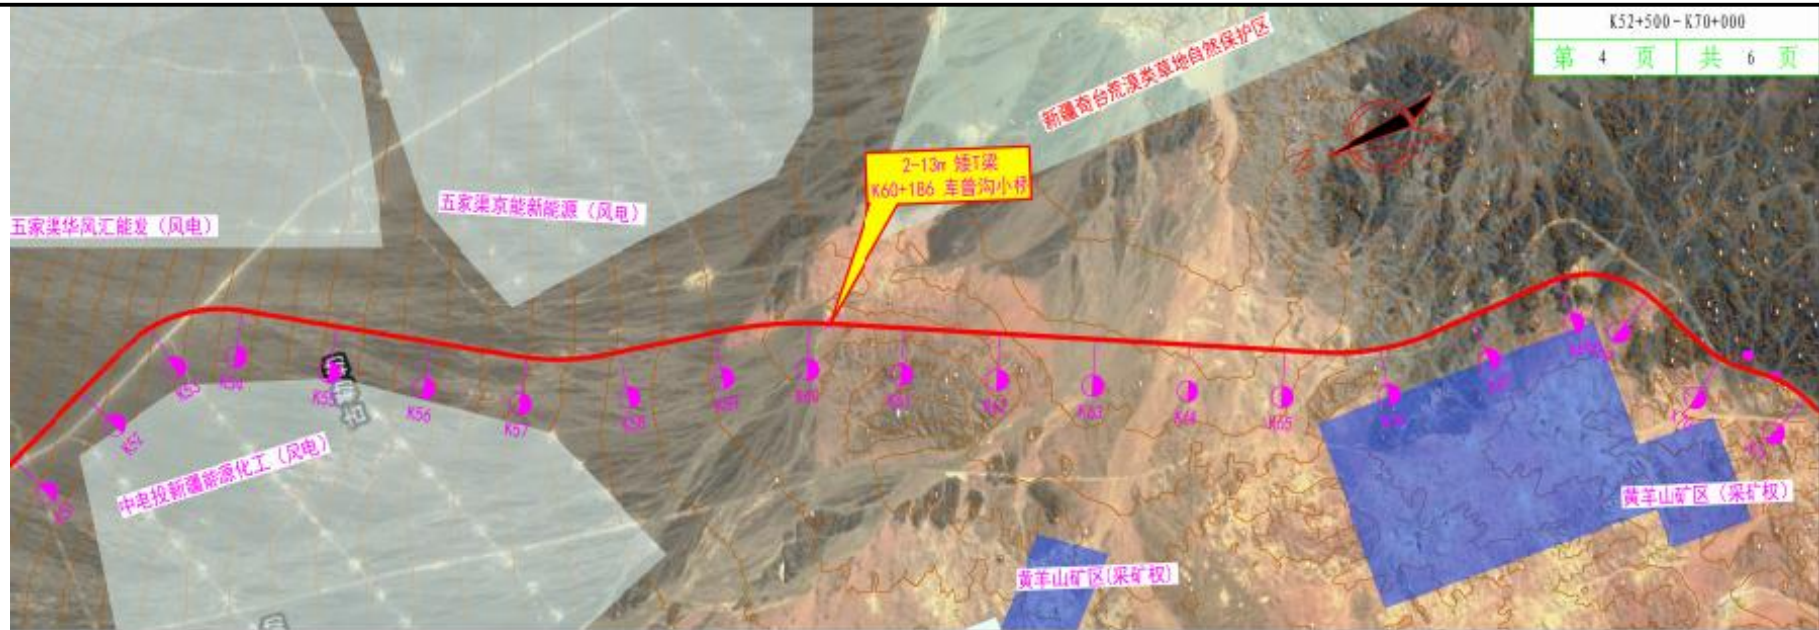 K52+500-K70+000
第 4 页 共 6 页
新疆奇台荒漠类草地自然保护区
2-13m 矮T梁
K60+186 库普沟小桥
五家渠京能新能源（风电）
五家渠华风汇能发（风电）
K51
K52
K53
K54
K55
K56
K57
K58
K59
K60
K61
K62
K63
K64
K65
中电投新疆能源化工（风电）
黄羊山矿区（采矿权）
黄羊山矿区(采矿权)